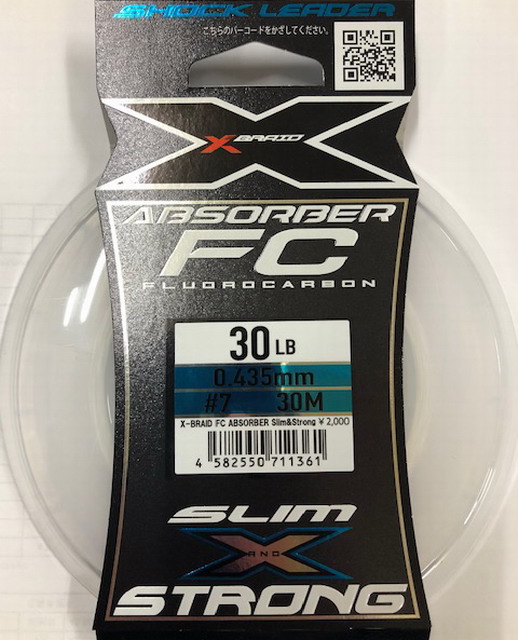 SHOCK LEADER
こちらのバーコードをかざしてください。
X BRAID
ABSORBER
FC
FLUOROCARBON
30 LB
0.435mm
#7 30M
X-BRAID FC ABSORBER Slim&Strong ¥2,000
4 582550 711361
SLIM
AND
STRONG